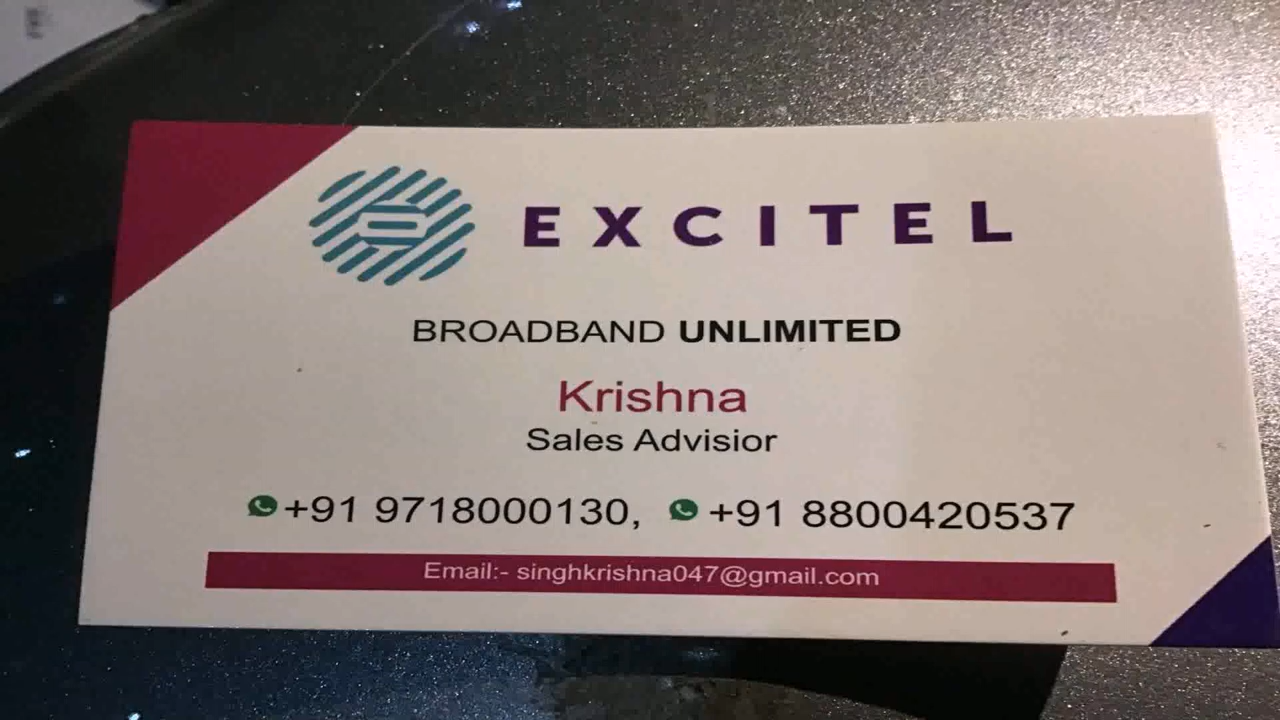 EXCITEL
BROADBAND UNLIMITED
Krishna
Sales Advisior
+91 9718000130, +91 8800420537
Email:- singhkrishna047@gmail.com